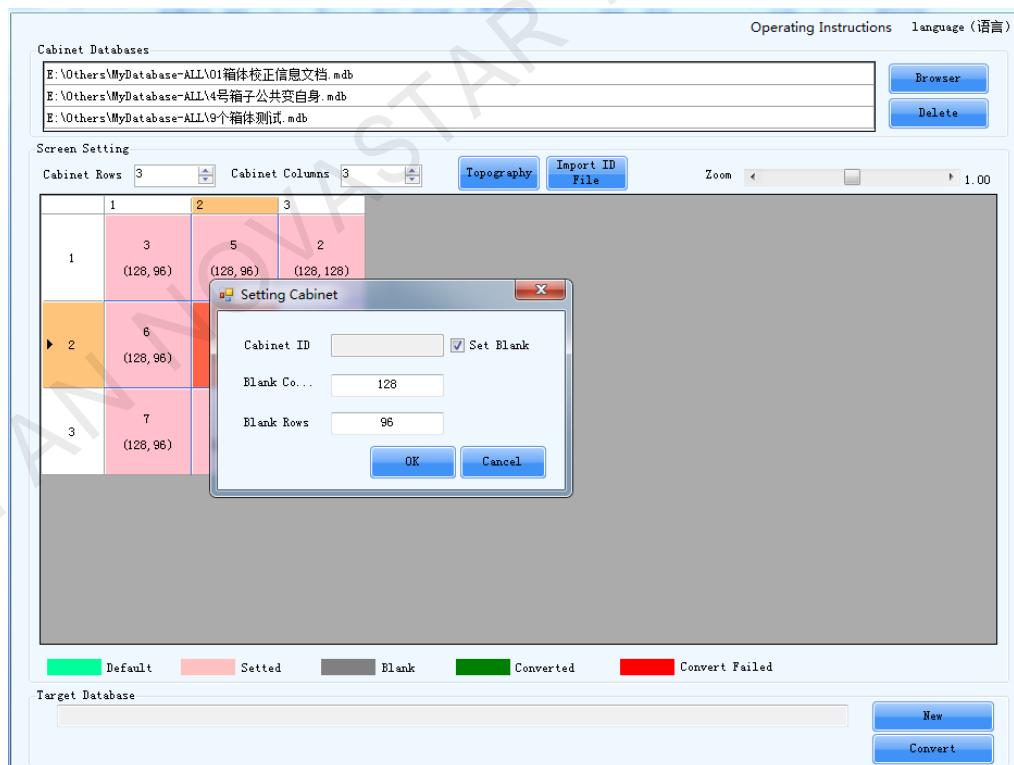 Operating Instructions language (语言)
Cabinet Databases
E:\Others\MyDatabase-ALL\01箱体校正信息文档.mdb
Browser
E:\Others\MyDatabase-ALL\4号箱子公共变自身.mdb
E:\Others\MyDatabase-ALL\9个箱体测试.mdb
Delete
Screen Setting
Cabinet Rows 3 Cabinet Columns 3 Topography Import ID File Zoom 1.00
1 2 3
1 3 5 2
(128, 96) (128, 96) (128, 128)
Setting Cabinet
2 6
(128, 96)
Cabinet ID Set Blank
Blank Co... 128
Blank Rows 96
3 7
(128, 96)
OK Cancel
Default Setted Blank Converted Convert Failed
Target Database
New
Convert
AN NOVASTAR